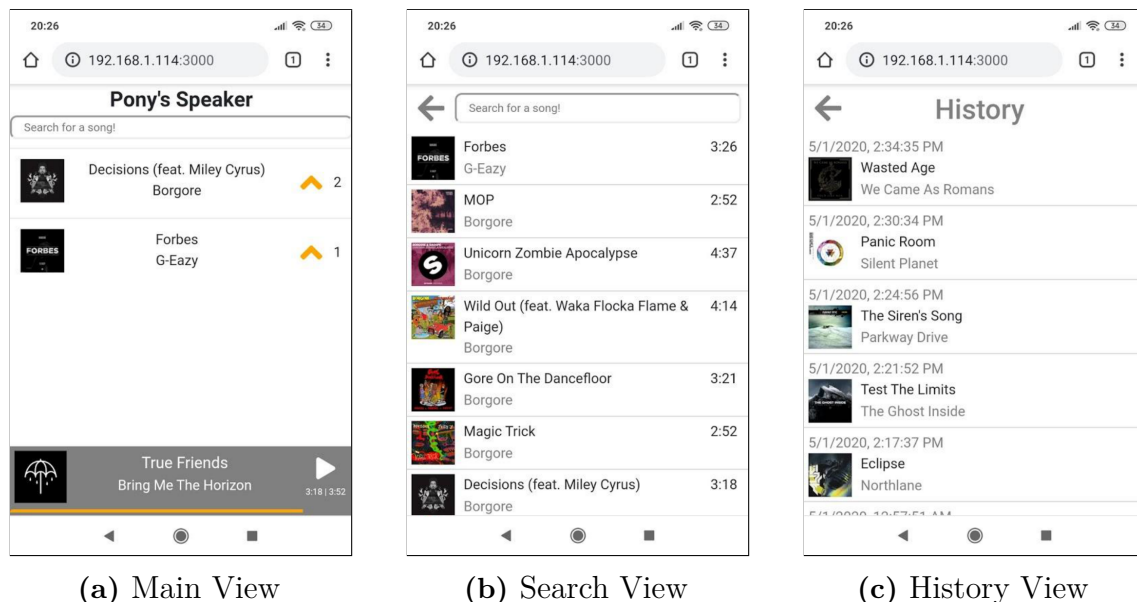 20:26
34
192.168.1.114:3000
1
Pony's Speaker
Search for a song!
Decisions (feat. Miley Cyrus)
Borgore
2
FORBES
Forbes
G-Eazy
1
True Friends
Bring Me The Horizon
3:18 | 3:52
(a) Main View
20:26
34
192.168.1.114:3000
1
Search for a song!
FORBES
Forbes
3:26
G-Eazy
MOP
2:52
Borgore
Unicorn Zombie Apocalypse
4:37
Borgore
Wild Out (feat. Waka Flocka Flame &
4:14
Paige)
Borgore
Gore On The Dancefloor
3:21
Borgore
Magic Trick
2:52
Borgore
Decisions (feat. Miley Cyrus)
3:18
Borgore
(b) Search View
20:26
34
192.168.1.114:3000
1
History
5/1/2020, 2:34:35 PM
Wasted Age
We Came As Romans
5/1/2020, 2:30:34 PM
Panic Room
Silent Planet
5/1/2020, 2:24:56 PM
The Siren's Song
Parkway Drive
5/1/2020, 2:21:52 PM
Test The Limits
The Ghost Inside
5/1/2020, 2:17:37 PM
Eclipse
Northlane
(c) History View